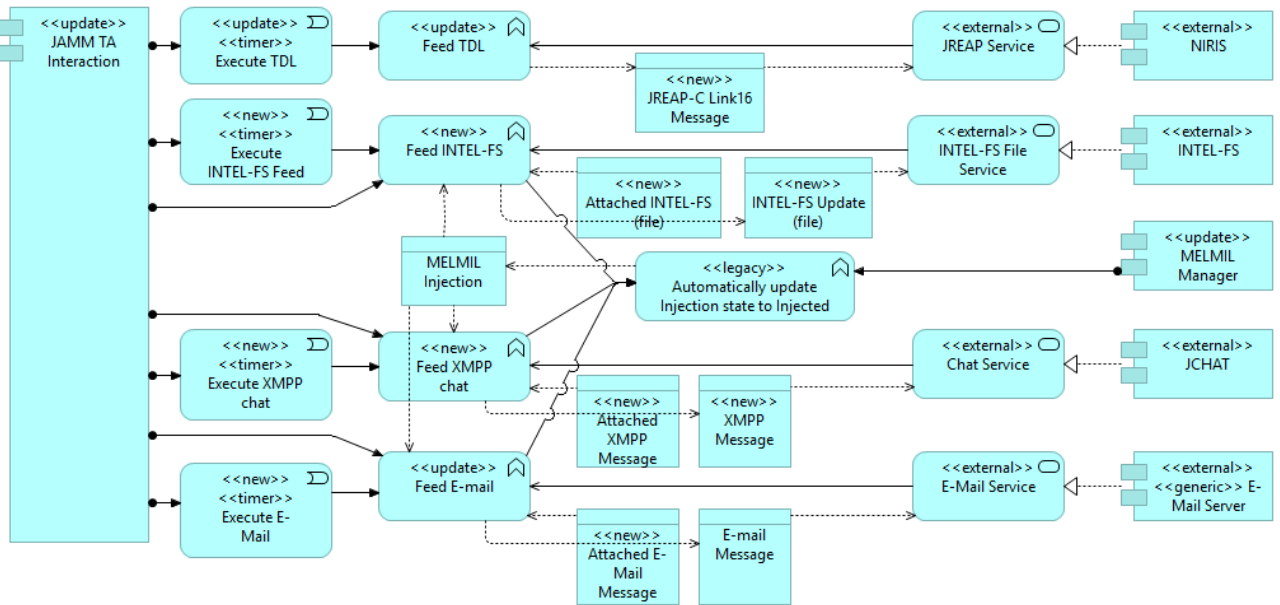 <<update>>
JAMM TA
Interaction
<<update>>
<<timer>>
Execute TDL
<<update>>
Feed TDL
<<external>>
JREAP Service
<<external>>
NIRIS
<<new>>
JREAP-C Link16
Message
<<new>>
<<timer>>
Execute
INTEL-FS Feed
<<new>>
Feed INTEL-FS
<<external>>
INTEL-FS File
Service
<<external>>
INTEL-FS
<<new>>
Attached INTEL-FS
(file)
<<new>>
INTEL-FS Update
(file)
MELMIL
Injection
<<legacy>>
Automatically update
Injection state to Injected
<<update>>
MELMIL
Manager
<<new>>
<<timer>>
Execute XMPP
chat
<<new>>
Feed XMPP
chat
<<external>>
Chat Service
<<external>>
JCHAT
<<new>>
Attached
XMPP
Message
<<new>>
XMPP
Message
<<new>>
<<timer>>
Execute E-
Mail
<<update>>
Feed E-mail
<<external>>
E-Mail Service
<<external>>
<<generic>> E-
Mail Server
<<new>>
Attached E-
Mail
Message
E-mail
Message